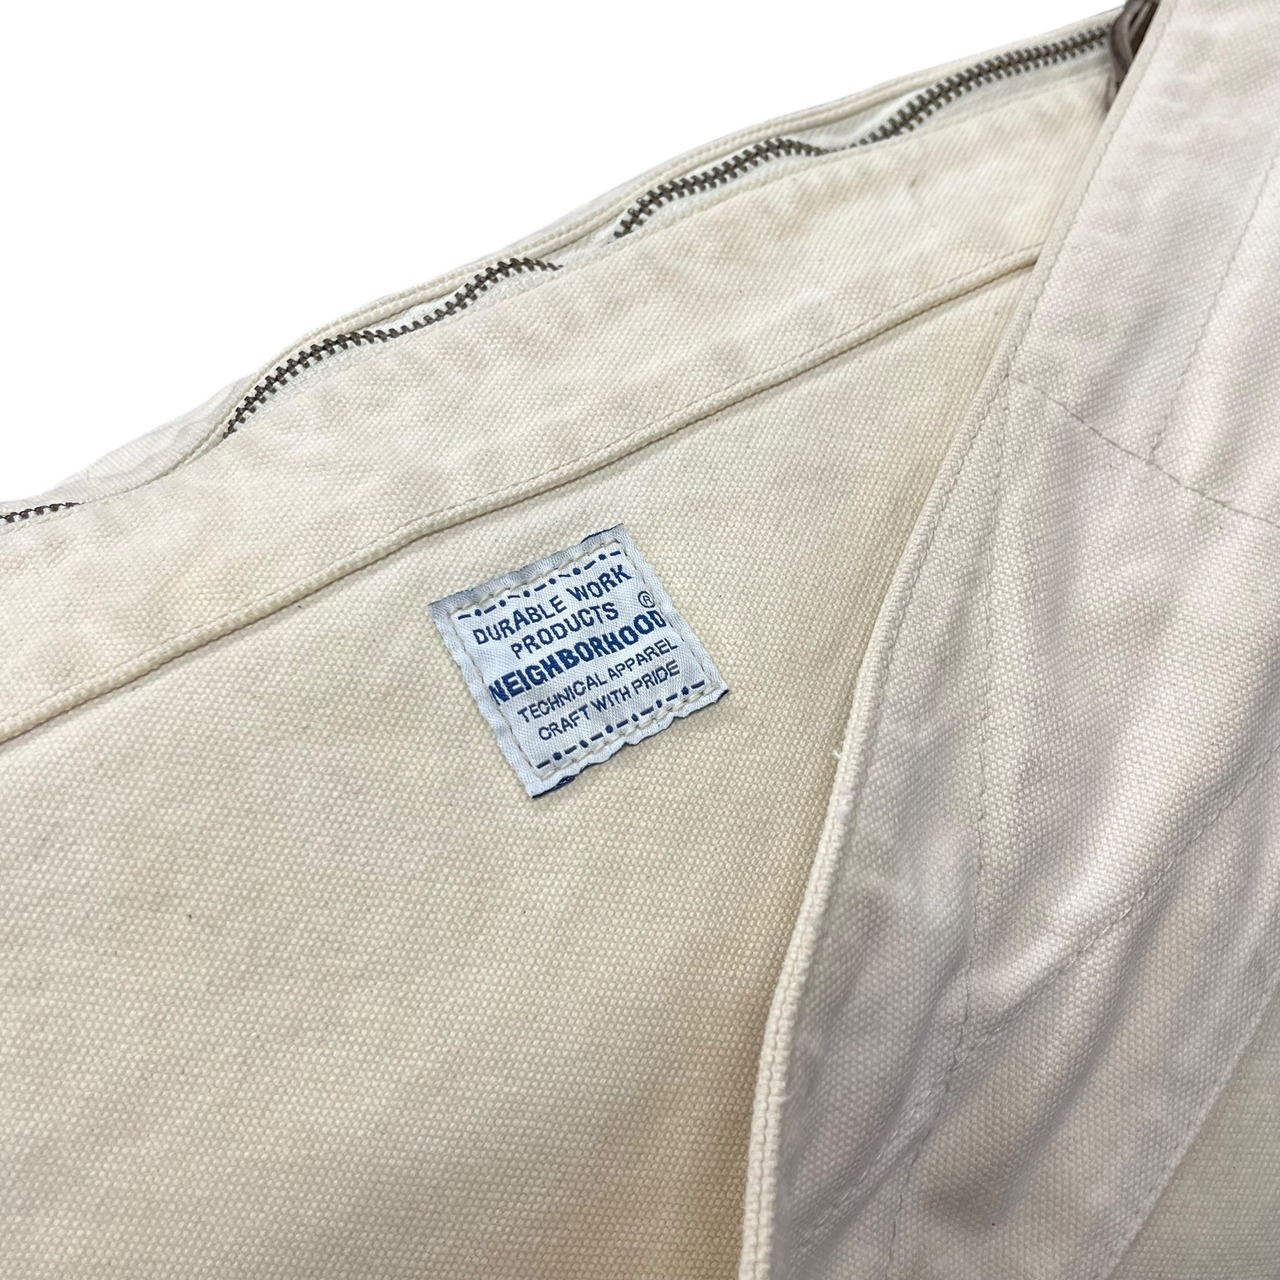 DURABLE WORK
PRODUCTS ®
NEIGHBORHOOD
TECHNICAL APPAREL
CRAFT WITH PRIDE